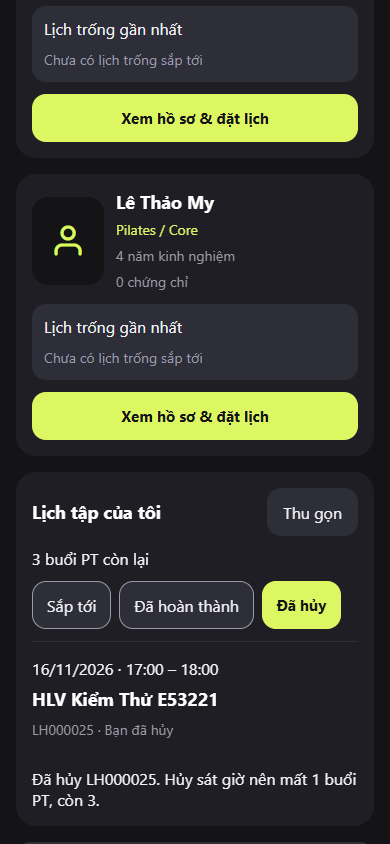 Lịch trống gần nhất
Chưa có lịch trống sắp tới
Xem hồ sơ & đặt lịch
Lê Thảo My
Pilates / Core
4 năm kinh nghiệm
0 chứng chỉ
Lịch trống gần nhất
Chưa có lịch trống sắp tới
Xem hồ sơ & đặt lịch
Lịch tập của tôi
Thu gọn
3 buổi PT còn lại
Sắp tới
Đã hoàn thành
Đã hủy
16/11/2026 · 17:00 – 18:00
HLV Kiểm Thử E53221
LH000025 · Bạn đã hủy
Đã hủy LH000025. Hủy sát giờ nên mất 1 buổi
PT, còn 3.